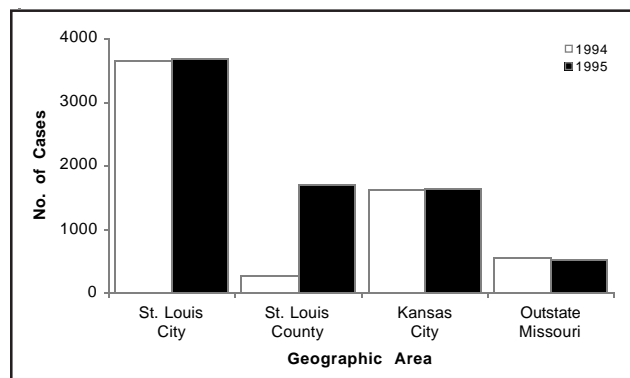 4000
3000
2000
1000
0
No. of Cases
1994
1995
St. Louis City
St. Louis County
Kansas City
Outstate Missouri
Geographic Area